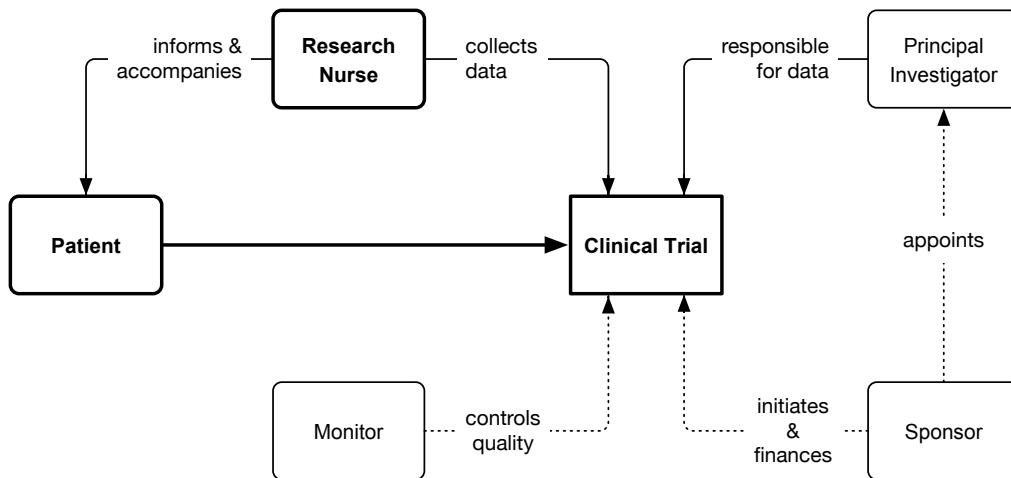 informs &
accompanies
Research
Nurse
collects
data
responsible
for data
Principal
Investigator
Patient
Clinical Trial
appoints
Monitor
controls
quality
initiates
&
finances
Sponsor